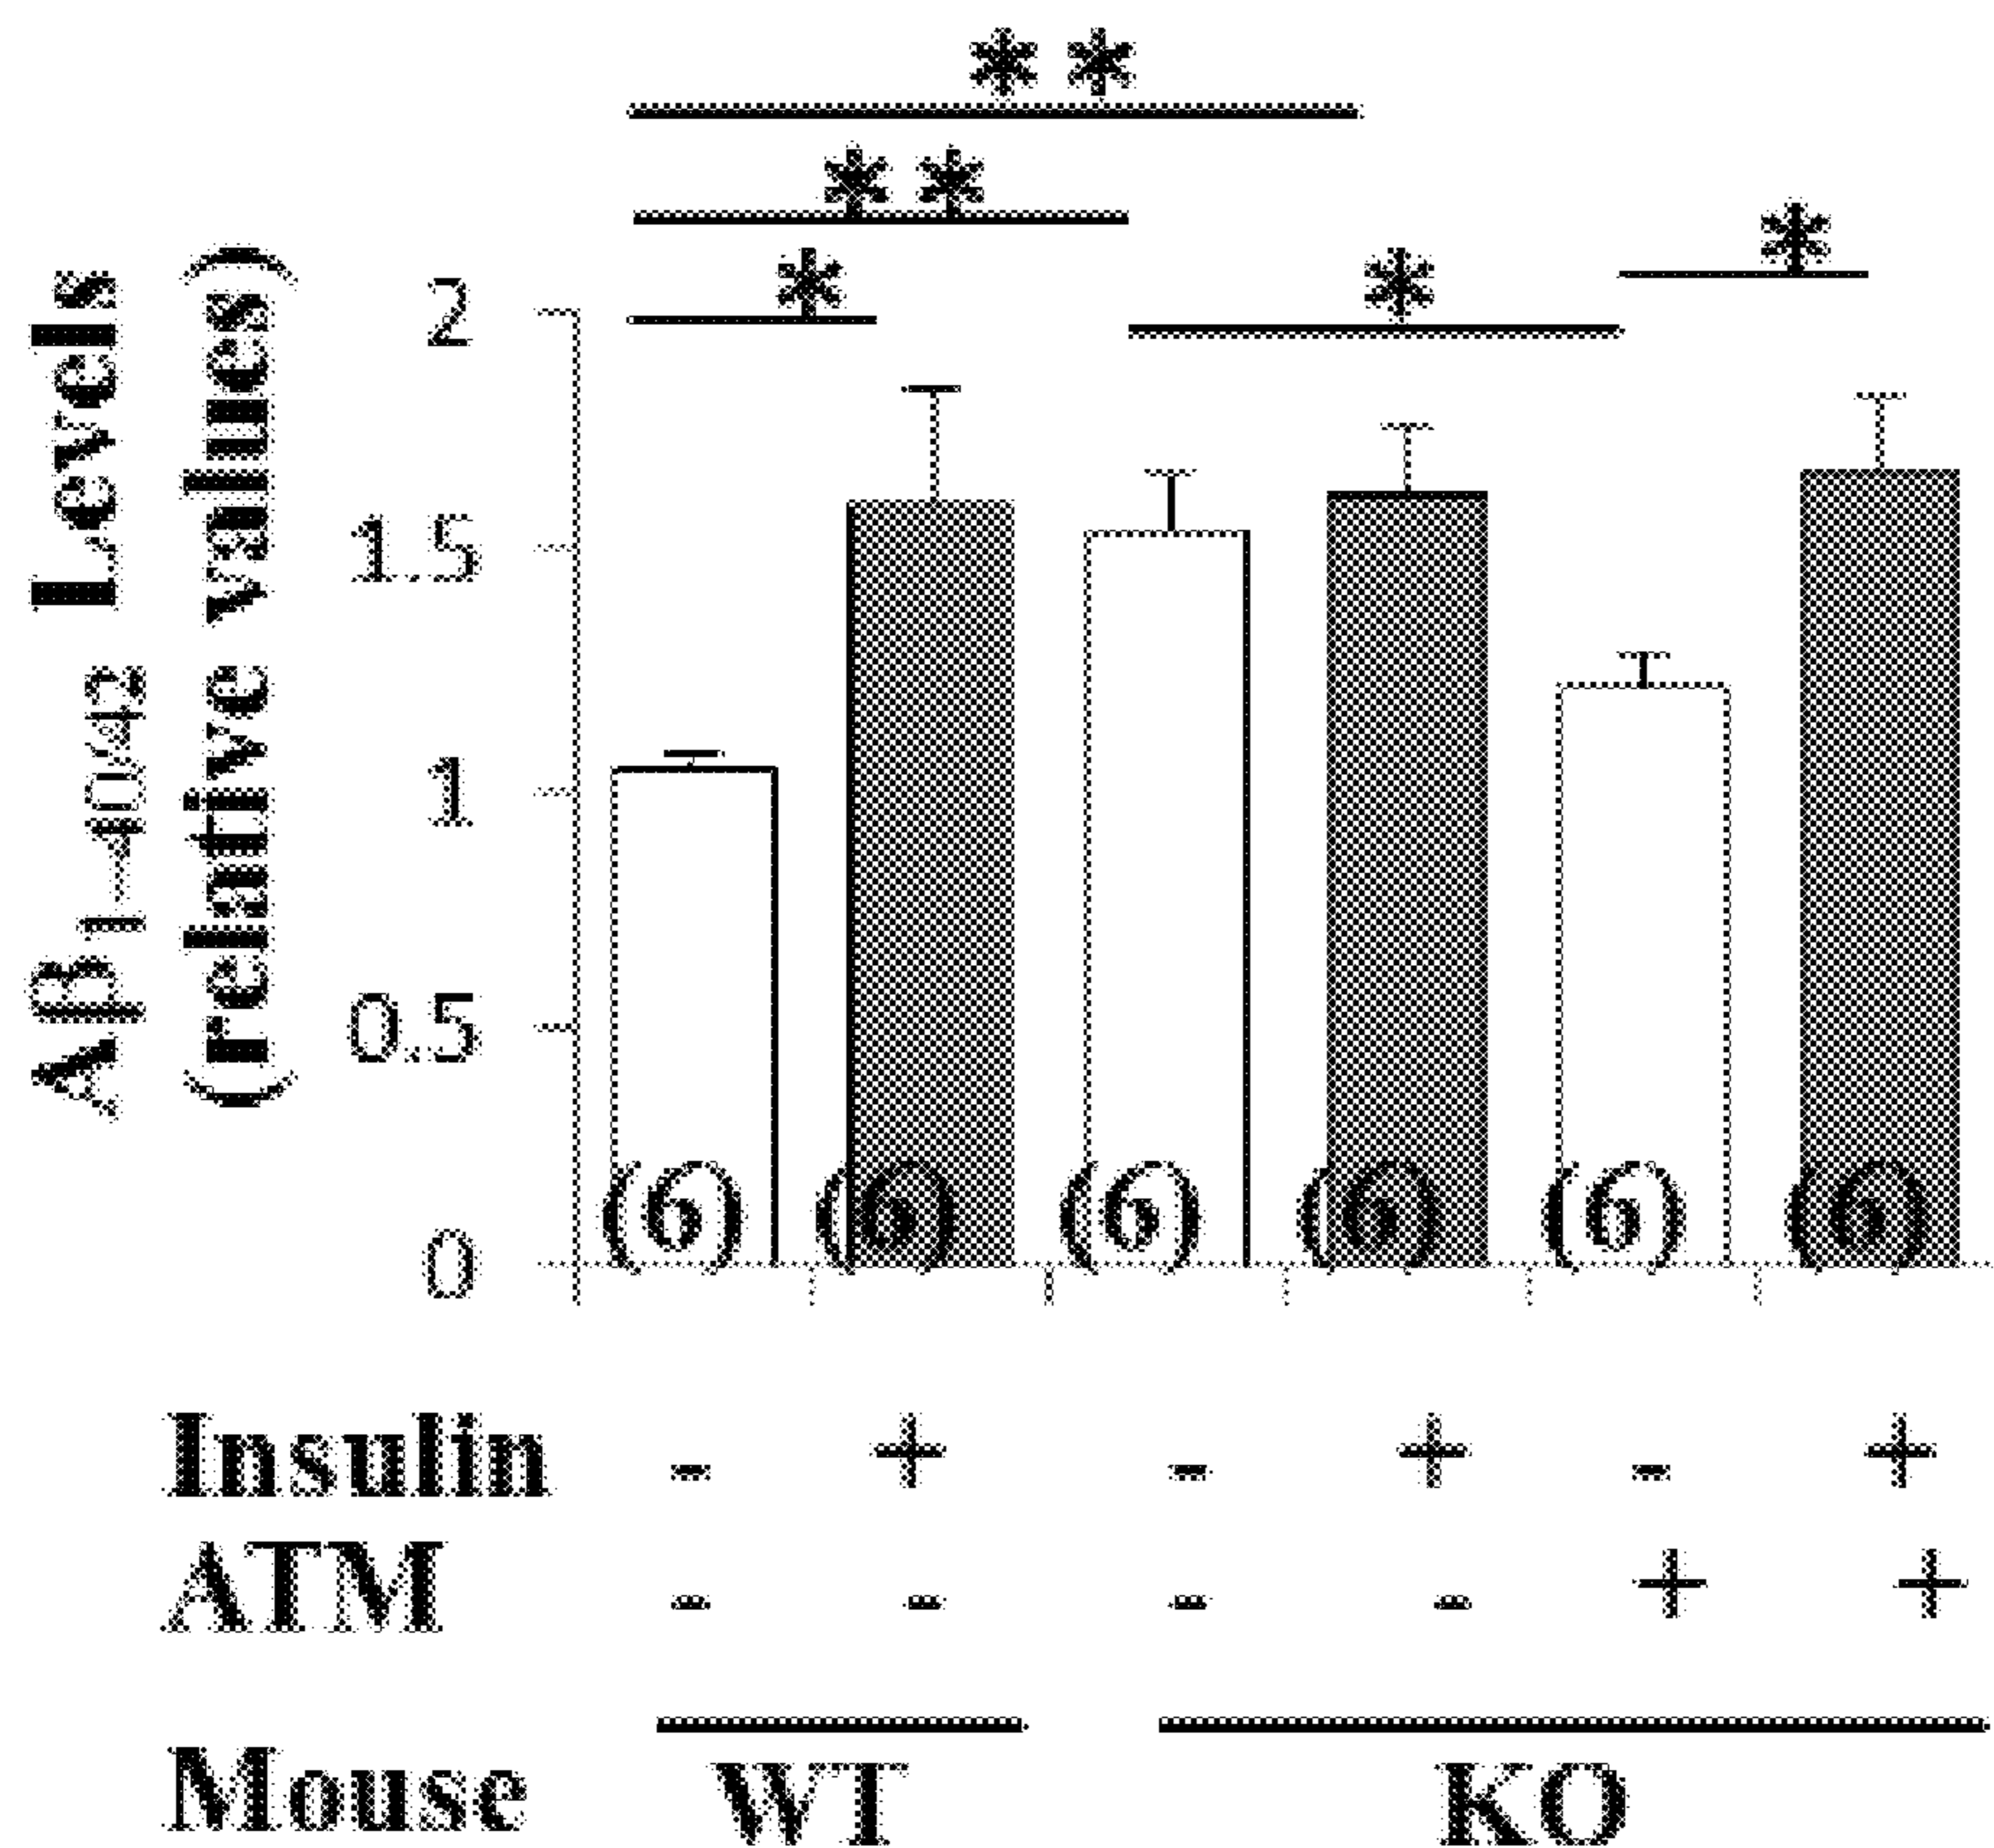 **
**
*
*
*
Aβ1–40/42 Levels
(relative values)
2
1.5
1
0.5
0
(6) (6) (6) (6) (6) (6)
Insulin - + - + - +
ATM - - - - + +
Mouse WT KO